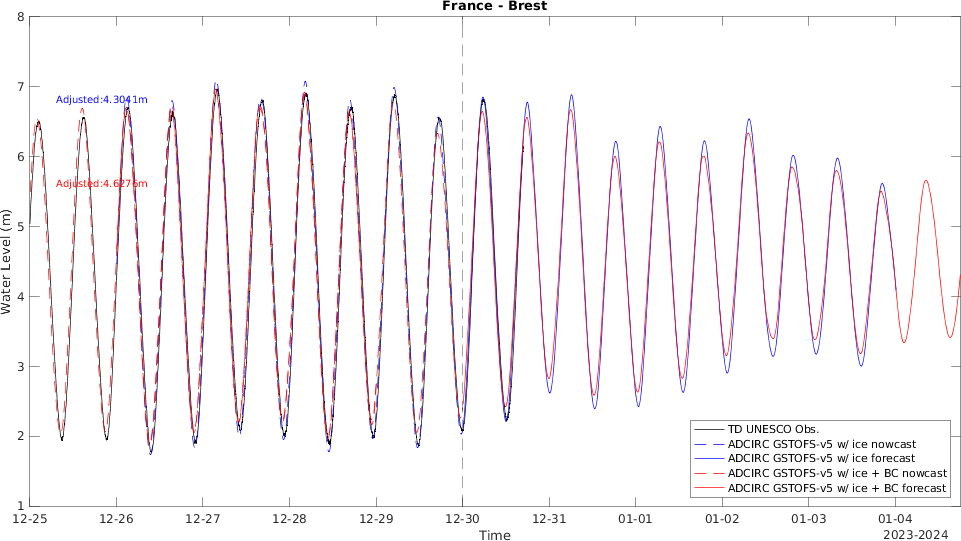 France - Brest
8
7
6
5
4
3
2
1
Water Level (m)
Adjusted:4.3041m
Adjusted:4.6276m
TD UNESCO Obs.
ADCIRC GSTOFS-v5 w/ ice nowcast
ADCIRC GSTOFS-v5 w/ ice forecast
ADCIRC GSTOFS-v5 w/ ice + BC nowcast
ADCIRC GSTOFS-v5 w/ ice + BC forecast
12-25 12-26 12-27 12-28 12-29 12-30 12-31 01-01 01-02 01-03 01-04
Time
2023-2024